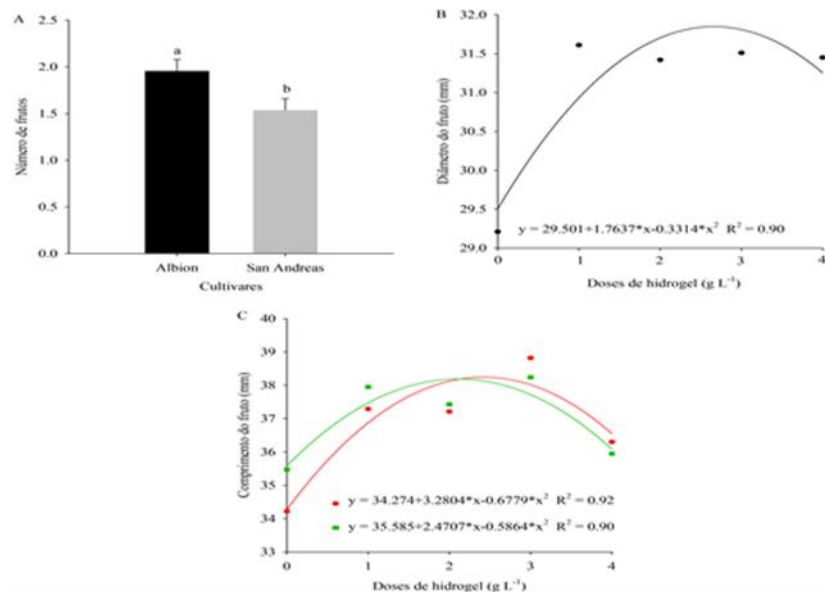 A
Número de frutos
2.5
2.0
1.5
1.0
0.5
0.0
a
b
Albion San Andreas
Cultivares
B
Diâmetro do fruto (mm)
32.0
31.5
31.0
30.5
30.0
29.5
29.0
y = 29.501+1.7637*x-0.3314*x² R² = 0.90
0 1 2 3 4
Doses de hidrogel (g L⁻¹)
C
Comprimento do fruto (mm)
40
39
38
37
36
35
34
33
y = 34.274+3.2804*x-0.6779*x² R² = 0.92
y = 35.585+2.4707*x-0.5864*x² R² = 0.90
0 1 2 3 4
Doses de hidrogel (g L⁻¹)